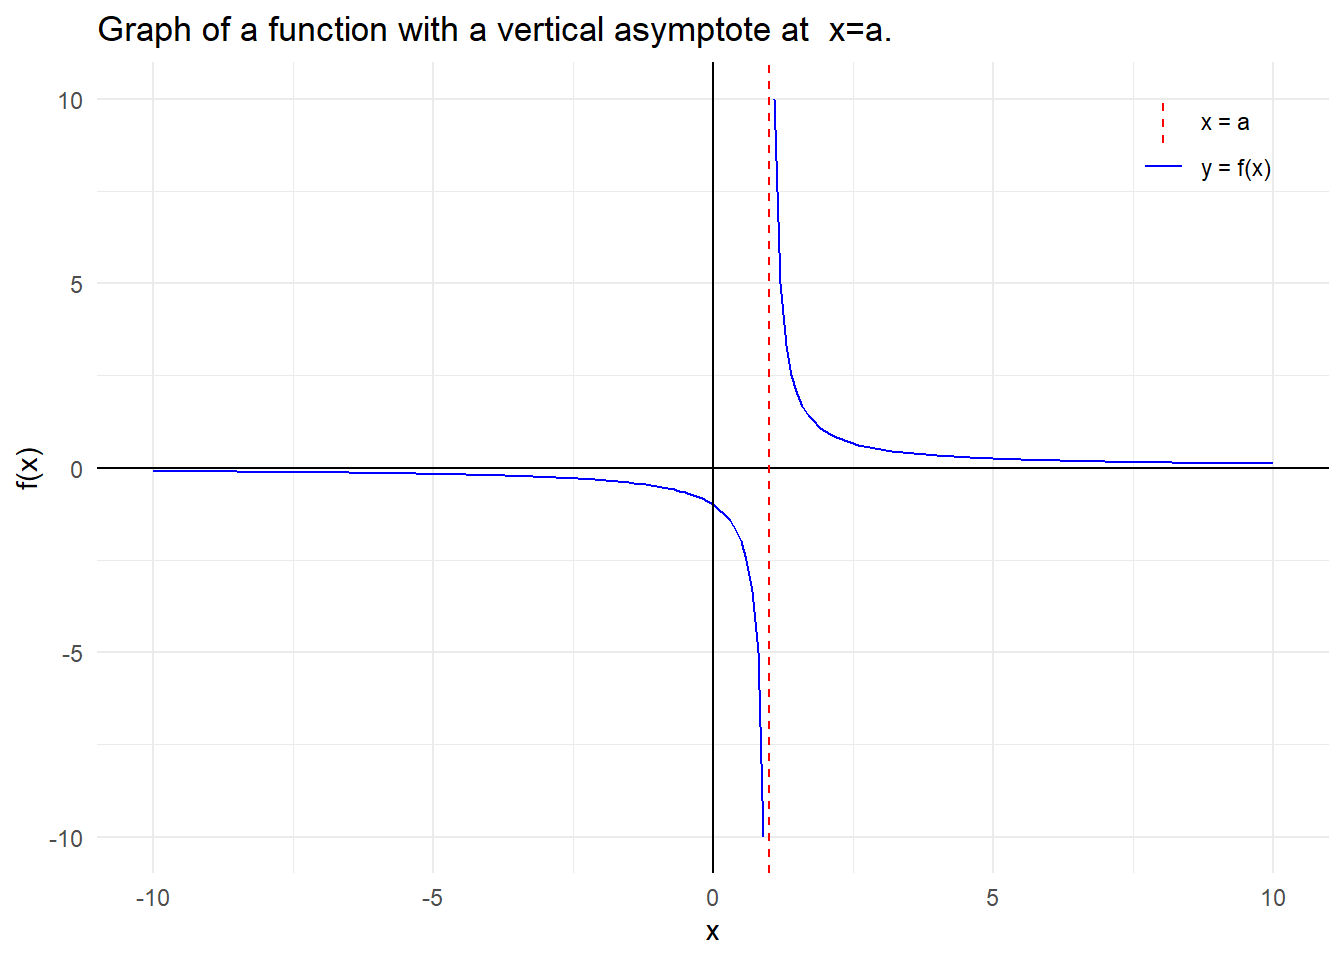 Graph of a function with a vertical asymptote at  x=a.
x = a
y = f(x)
10
5
0
-5
-10
f(x)
-10
-5
0
5
10
x